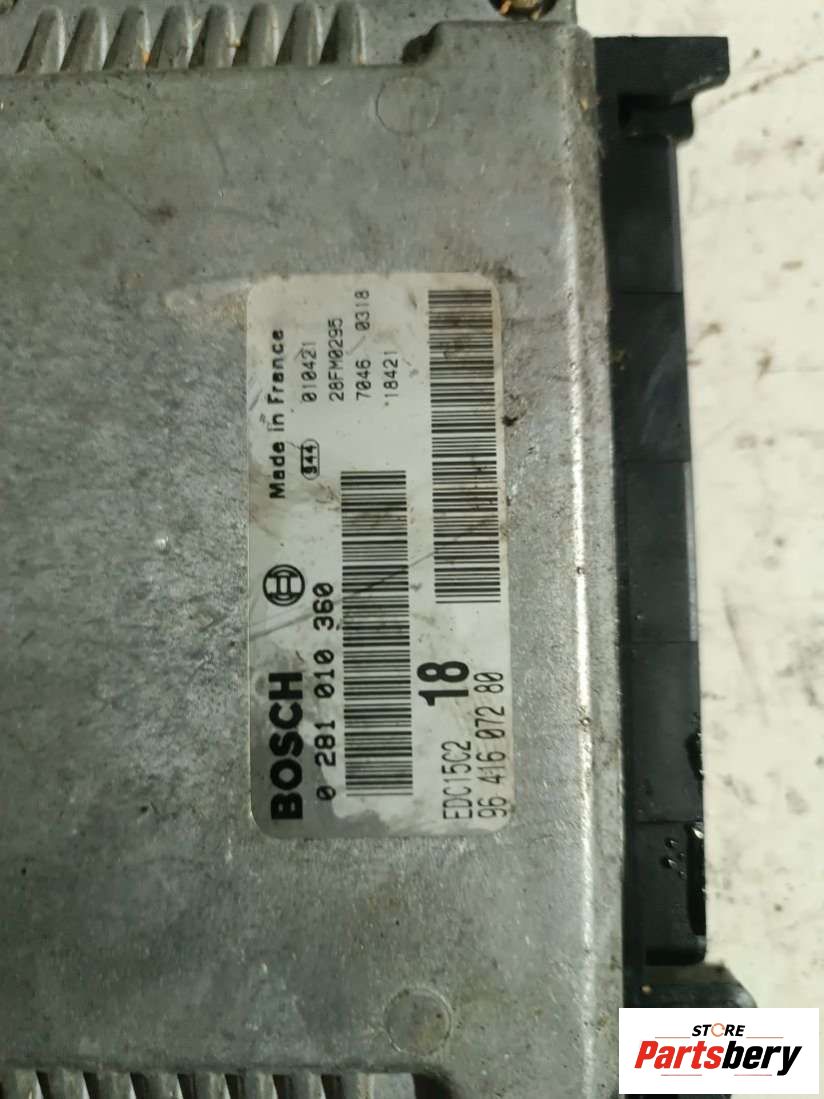 BOSCH
Made in France
0 281 010 360
344
010421
28FM0295
7046 0318
18421
EDC15C2
18
96 416 072 80
STORE
Partsbery